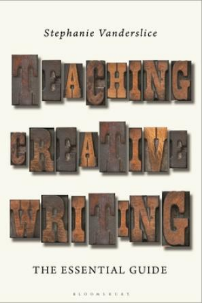 Stephanie Vanderslice
TEACHING
CREATIVE
WRITING
THE ESSENTIAL GUIDE
BLOOMSBURY